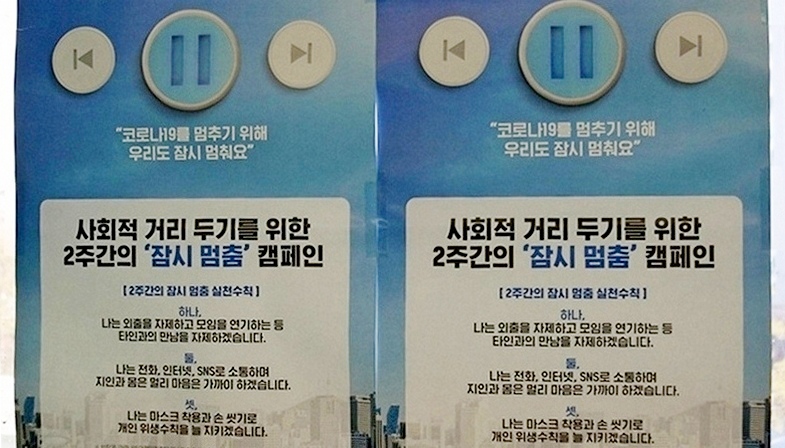 “코로나19를 멈추기 위해
우리도 잠시 멈춰요”
사회적 거리 두기를 위한
2주간의 ‘잠시 멈춤’ 캠페인
[ 2주간의 잠시 멈춤 실천수칙 ]
하나,
나는 외출을 자제하고 모임을 연기하는 등
타인과의 만남을 자제하겠습니다.
둘,
나는 전화, 인터넷, SNS로 소통하며
지인과 몸은 멀리 마음은 가까이 하겠습니다.
셋,
나는 마스크 착용과 손 씻기로
개인 위생수칙을 늘 지키겠습니다.
“코로나19를 멈추기 위해
우리도 잠시 멈춰요”
사회적 거리 두기를 위한
2주간의 ‘잠시 멈춤’ 캠페인
[ 2주간의 잠시 멈춤 실천수칙 ]
하나,
나는 외출을 자제하고 모임을 연기하는 등
타인과의 만남을 자제하겠습니다.
둘,
나는 전화, 인터넷, SNS로 소통하며
지인과 몸은 멀리 마음은 가까이 하겠습니다.
셋,
나는 마스크 착용과 손 씻기로
개인 위생수칙을 늘 지키겠습니다.